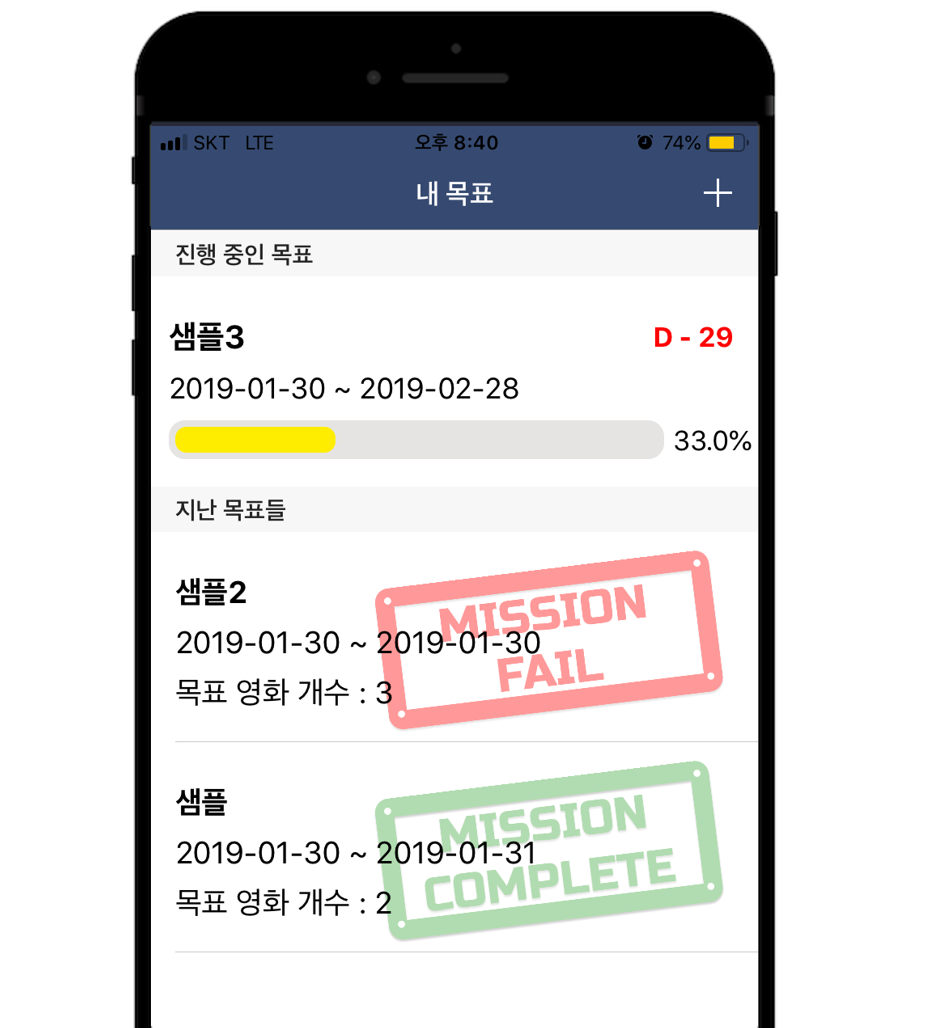 SKT LTE 오후 8:40 74%
내 목표
진행 중인 목표
샘플3 D - 29
2019-01-30 ~ 2019-02-28
33.0%
지난 목표들
샘플2
MISSION
2019-01-30 ~ 2019-01-30
FAIL
목표 영화 개수 : 3
샘플
MISSION
2019-01-30 ~ 2019-01-31
COMPLETE
목표 영화 개수 : 2